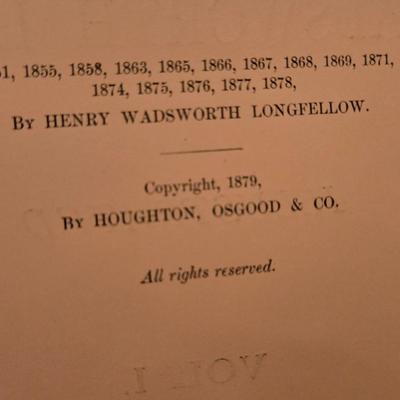 1, 1855, 1858, 1863, 1865, 1866, 1867, 1868, 1869, 1871,
1874, 1875, 1876, 1877, 1878,
BY HENRY WADSWORTH LONGFELLOW.
Copyright, 1879,
BY HOUGHTON, OSGOOD & CO.
All rights reserved.
VOL. I.